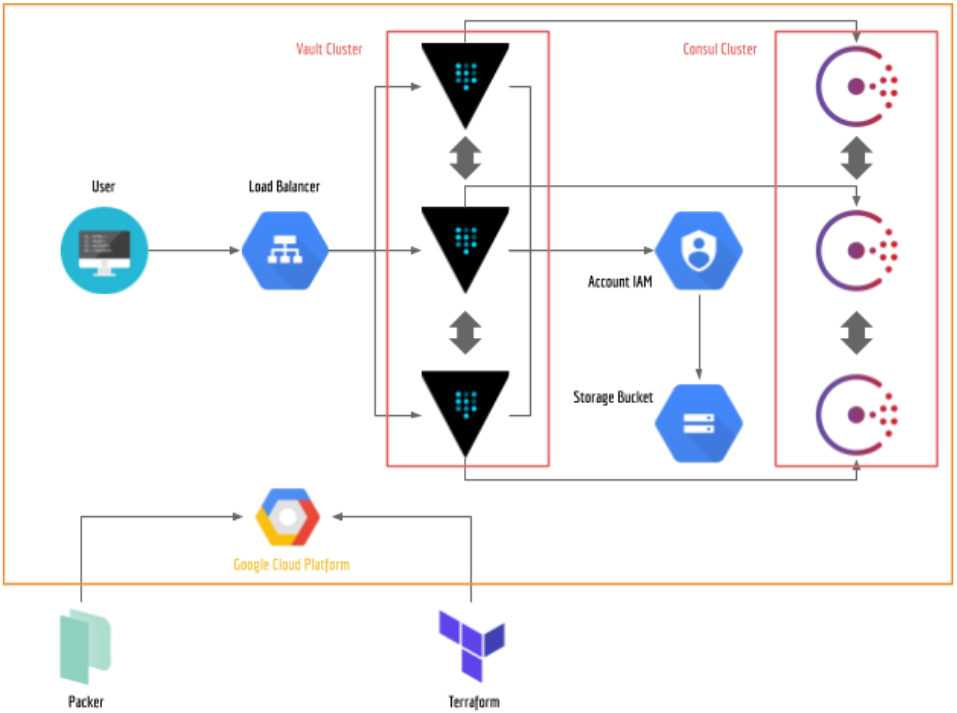 Vault Cluster
Consul Cluster
User
Load Balancer
Account IAM
Storage Bucket
Google Cloud Platform
Packer
Terraform